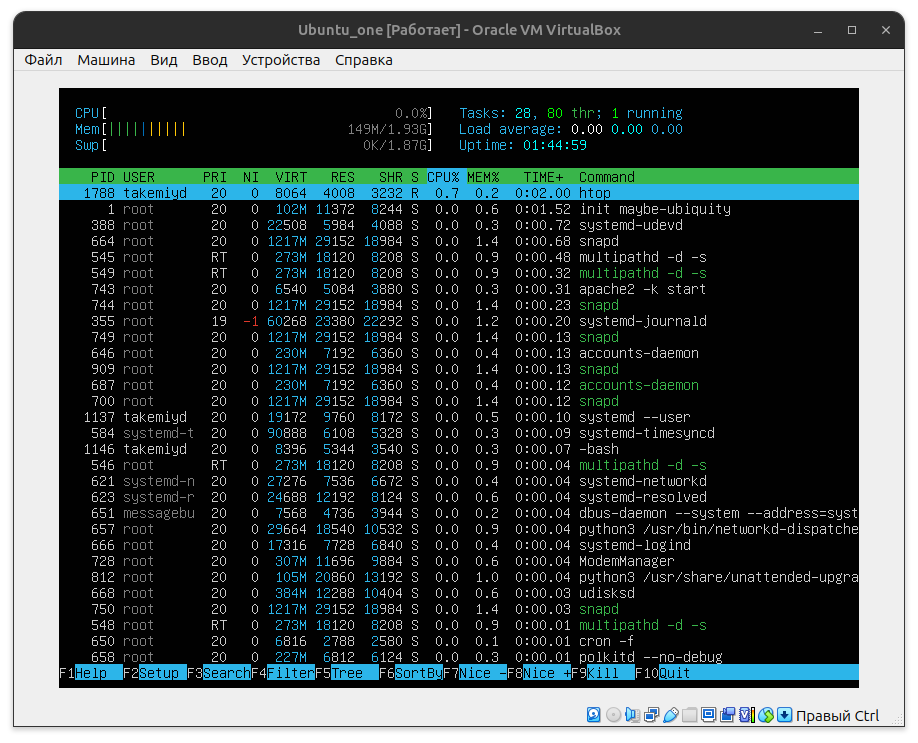 Ubuntu_one [Работает] - Oracle VM VirtualBox
Файл Машина Вид Ввод Устройства Справка
CPU[ 0.0%] Tasks: 28, 80 thr; 1 running
Mem[|||||||||| 149M/1.93G] Load average: 0.00 0.00 0.00
Swp[ 0K/1.87G] Uptime: 01:44:59
PID USER PRI NI VIRT RES SHR S CPU% MEM% TIME+ Command
1788 takemiyd 20 0 8064 4008 3232 R 0.7 0.2 0:02.00 htop
1 root 20 0 102M 11372 8244 S 0.0 0.6 0:01.52 init maybe-ubiquity
388 root 20 0 22508 5984 4088 S 0.0 0.3 0:00.72 systemd-udevd
664 root 20 0 1217M 29152 18984 S 0.0 1.4 0:00.68 snapd
545 root RT 0 273M 18120 8208 S 0.0 0.9 0:00.48 multipathd -d -s
549 root RT 0 273M 18120 8208 S 0.0 0.9 0:00.32 multipathd -d -s
743 root 20 0 6540 5084 3880 S 0.0 0.3 0:00.31 apache2 -k start
744 root 20 0 1217M 29152 18984 S 0.0 1.4 0:00.23 snapd
355 root 19 -1 60268 23380 22292 S 0.0 1.2 0:00.20 systemd-journald
749 root 20 0 1217M 29152 18984 S 0.0 1.4 0:00.13 snapd
646 root 20 0 230M 7192 6360 S 0.0 0.4 0:00.13 accounts-daemon
909 root 20 0 1217M 29152 18984 S 0.0 1.4 0:00.13 snapd
687 root 20 0 230M 7192 6360 S 0.0 0.4 0:00.12 accounts-daemon
700 root 20 0 1217M 29152 18984 S 0.0 1.4 0:00.12 snapd
1137 takemiyd 20 0 19172 9760 8172 S 0.0 0.5 0:00.10 systemd --user
584 systemd-t 20 0 90888 6108 5328 S 0.0 0.3 0:00.09 systemd-timesyncd
1146 takemiyd 20 0 8396 5344 3540 S 0.0 0.3 0:00.07 -bash
546 root RT 0 273M 18120 8208 S 0.0 0.9 0:00.04 multipathd -d -s
621 systemd-n 20 0 27276 7536 6672 S 0.0 0.4 0:00.04 systemd-networkd
623 systemd-r 20 0 24688 12192 8124 S 0.0 0.6 0:00.04 systemd-resolved
651 messagebu 20 0 7568 4736 3944 S 0.0 0.2 0:00.04 dbus-daemon --system --address=syst
657 root 20 0 29664 18540 10532 S 0.0 0.9 0:00.04 python3 /usr/bin/networkd-dispatche
666 root 20 0 17316 7728 6840 S 0.0 0.4 0:00.04 systemd-logind
728 root 20 0 307M 11696 9884 S 0.0 0.6 0:00.04 ModemManager
812 root 20 0 105M 20860 13192 S 0.0 1.0 0:00.04 python3 /usr/share/unattended-upgra
668 root 20 0 384M 12288 10404 S 0.0 0.6 0:00.03 udisksd
750 root 20 0 1217M 29152 18984 S 0.0 1.4 0:00.03 snapd
548 root RT 0 273M 18120 8208 S 0.0 0.9 0:00.01 multipathd -d -s
650 root 20 0 6816 2788 2580 S 0.0 0.1 0:00.01 cron -f
658 root 20 0 227M 6812 6124 S 0.0 0.3 0:00.01 polkitd --no-debug
F1Help F2Setup F3SearchF4FilterF5Tree F6SortByF7Nice -F8Nice +F9Kill F10Quit
Правый Ctrl